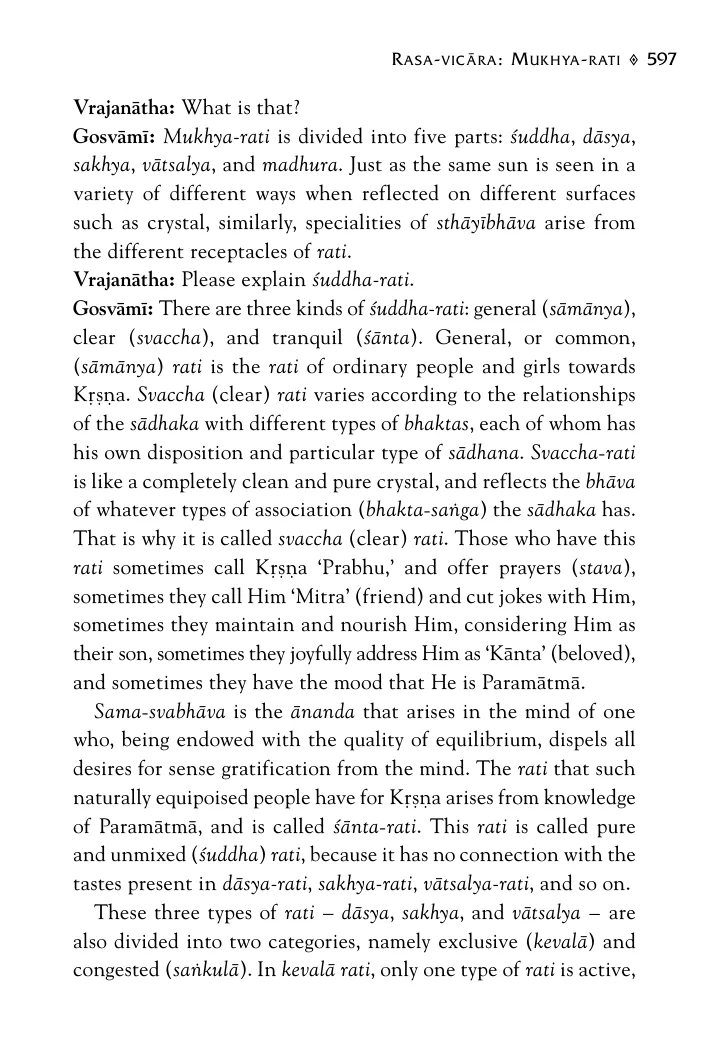 Rasa-vicāra: Mukhya-rati ◈ 597
Vrajanātha: What is that?
Gosvāmī: Mukhya-rati is divided into five parts: śuddha, dāsya,
sakhya, vātsalya, and madhura. Just as the same sun is seen in a
variety of different ways when reflected on different surfaces
such as crystal, similarly, specialities of sthāyībhāva arise from
the different receptacles of rati.
Vrajanātha: Please explain śuddha-rati.
Gosvāmī: There are three kinds of śuddha-rati: general (sāmānya),
clear (svaccha), and tranquil (śānta). General, or common,
(sāmānya) rati is the rati of ordinary people and girls towards
Kṛṣṇa. Svaccha (clear) rati varies according to the relationships
of the sādhaka with different types of bhaktas, each of whom has
his own disposition and particular type of sādhana. Svaccha-rati
is like a completely clean and pure crystal, and reflects the bhāva
of whatever types of association (bhakta-saṅga) the sādhaka has.
That is why it is called svaccha (clear) rati. Those who have this
rati sometimes call Kṛṣṇa ‘Prabhu,’ and offer prayers (stava),
sometimes they call Him ‘Mitra’ (friend) and cut jokes with Him,
sometimes they maintain and nourish Him, considering Him as
their son, sometimes they joyfully address Him as ‘Kānta’ (beloved),
and sometimes they have the mood that He is Paramātmā.
Sama-svabhāva is the ānanda that arises in the mind of one
who, being endowed with the quality of equilibrium, dispels all
desires for sense gratification from the mind. The rati that such
naturally equipoised people have for Kṛṣṇa arises from knowledge
of Paramātmā, and is called śānta-rati. This rati is called pure
and unmixed (śuddha) rati, because it has no connection with the
tastes present in dāsya-rati, sakhya-rati, vātsalya-rati, and so on.
These three types of rati – dāsya, sakhya, and vātsalya – are
also divided into two categories, namely exclusive (kevalā) and
congested (saṅkulā). In kevalā rati, only one type of rati is active,